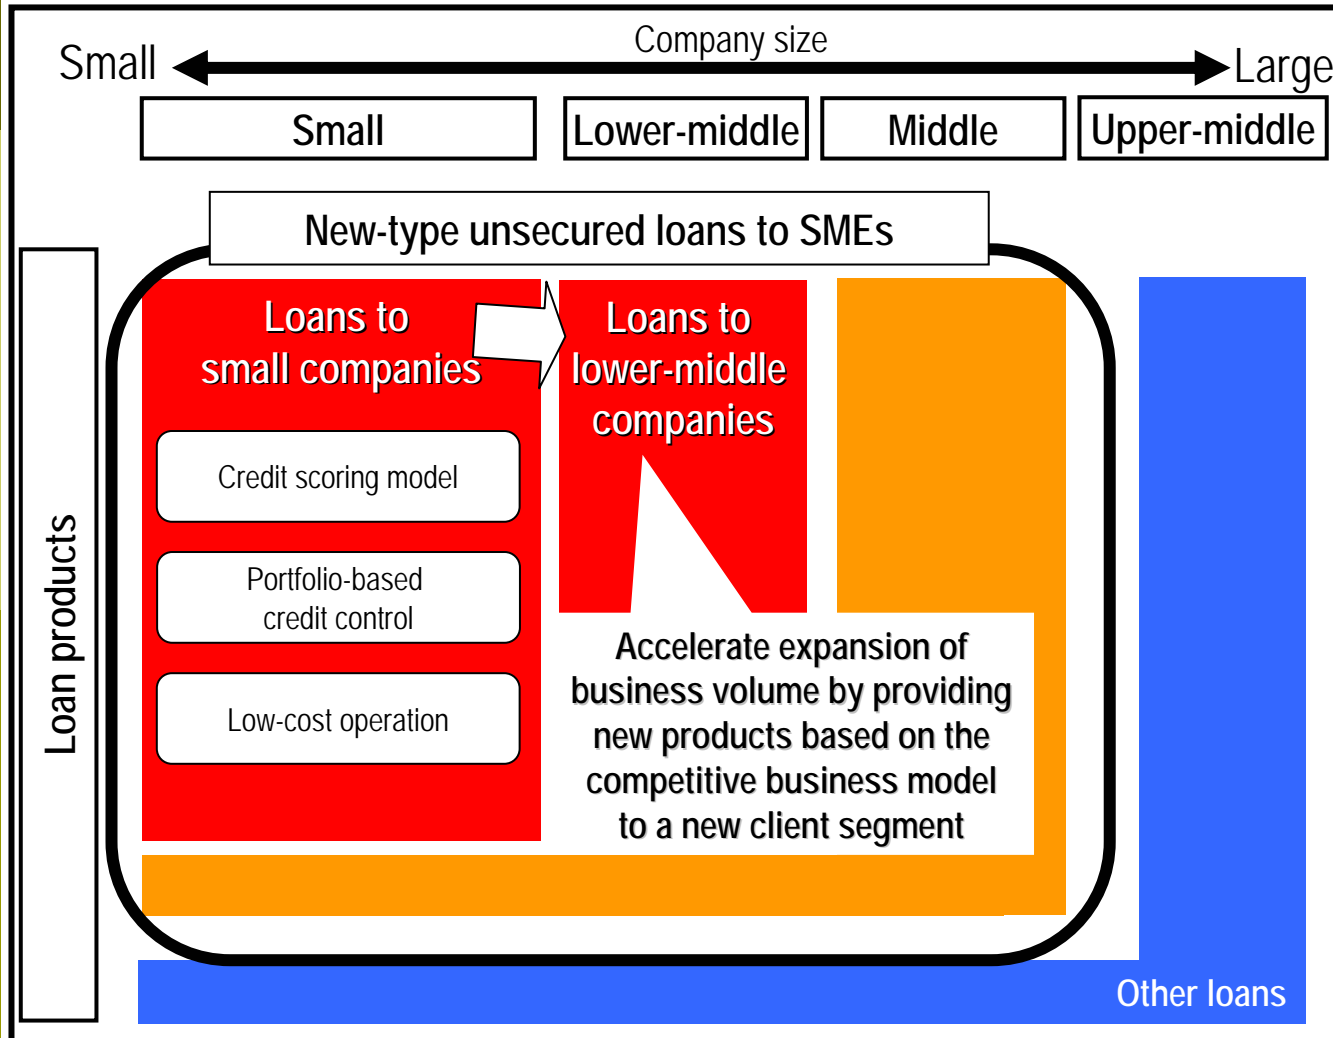 Company size
Small
Large
Small
Lower-middle
Middle
Upper-middle
New-type unsecured loans to SMEs
Loan products
Loans to
small companies
Credit scoring model
Portfolio-based
credit control
Low-cost operation
Loans to
lower-middle
companies
Accelerate expansion of
business volume by providing
new products based on the
competitive business model
to a new client segment
Other loans